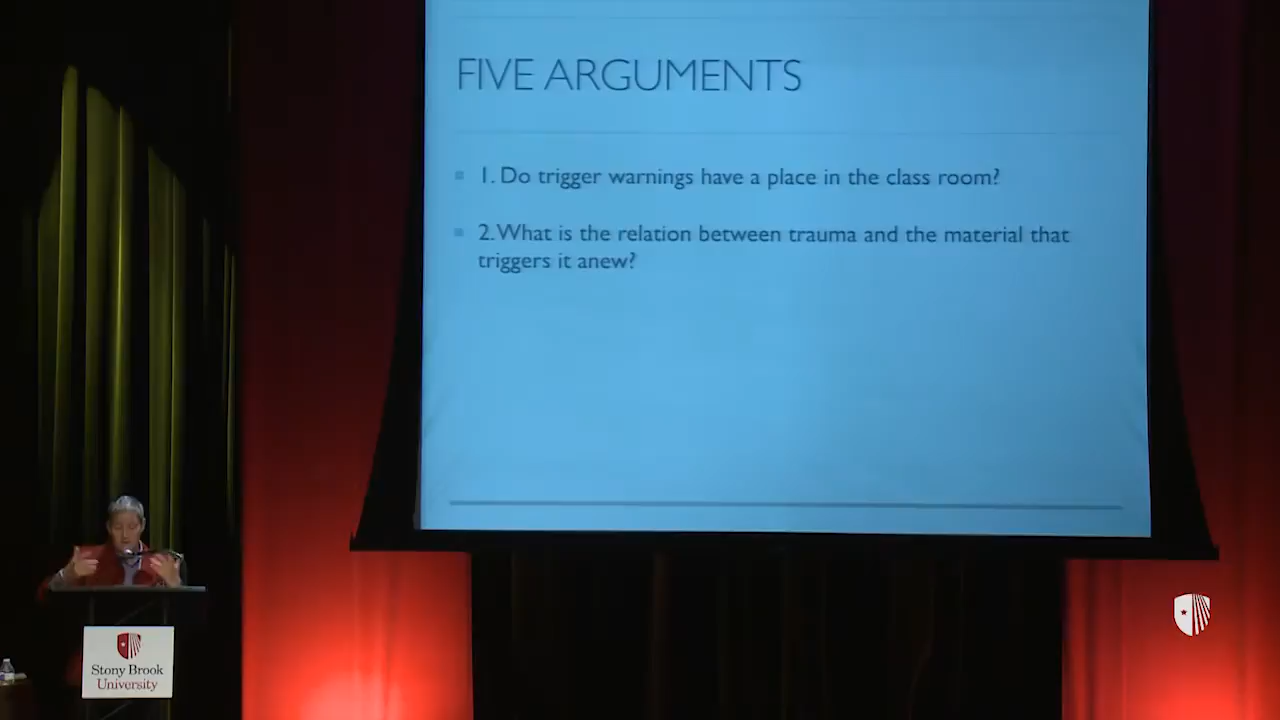 FIVE ARGUMENTS
1. Do trigger warnings have a place in the class room?
2. What is the relation between trauma and the material that
triggers it anew?
Stony Brook
University